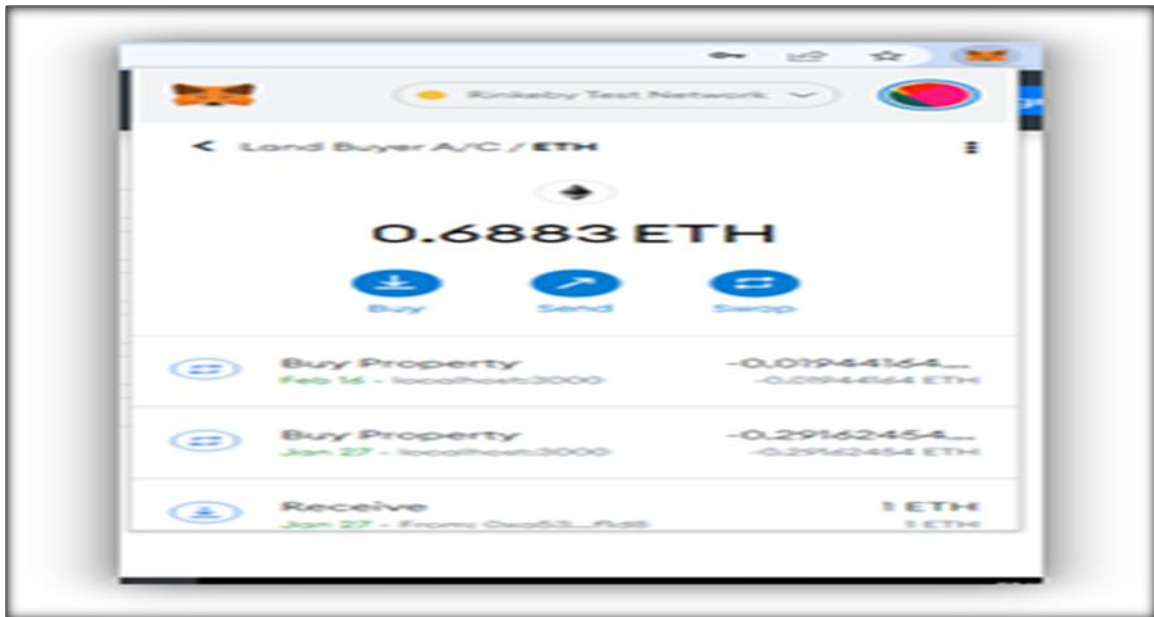 Rinkeby Test Network
Land Buyer A/C / ETH
0.6883 ETH
Buy Send Swap
Buy Property -0.01944164...
Feb 16 - localhost:3000 -0.01944164 ETH
Buy Property -0.29162454...
Jan 27 - localhost:3000 -0.29162454 ETH
Receive 1 ETH
Jan 27 - From: 1 ETH